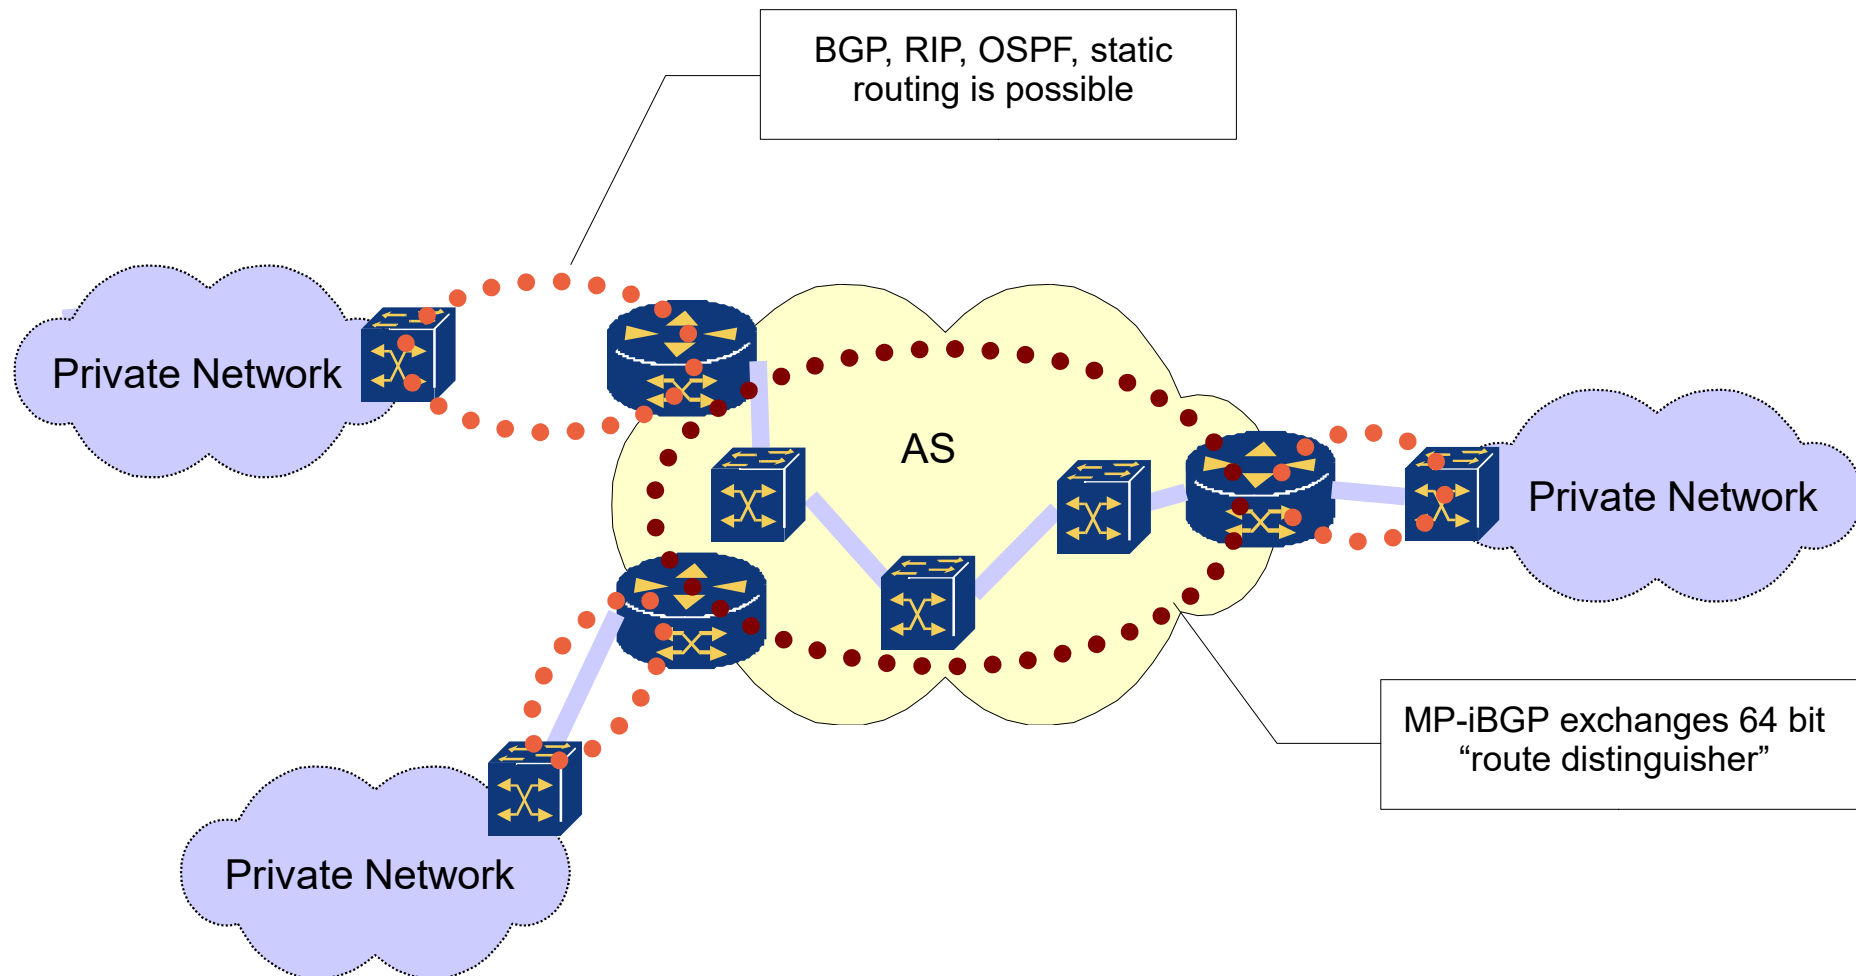 BGP, RIP, OSPF, static
routing is possible
Private Network
AS
Private Network
MP-iBGP exchanges 64 bit
“route distinguisher”
Private Network